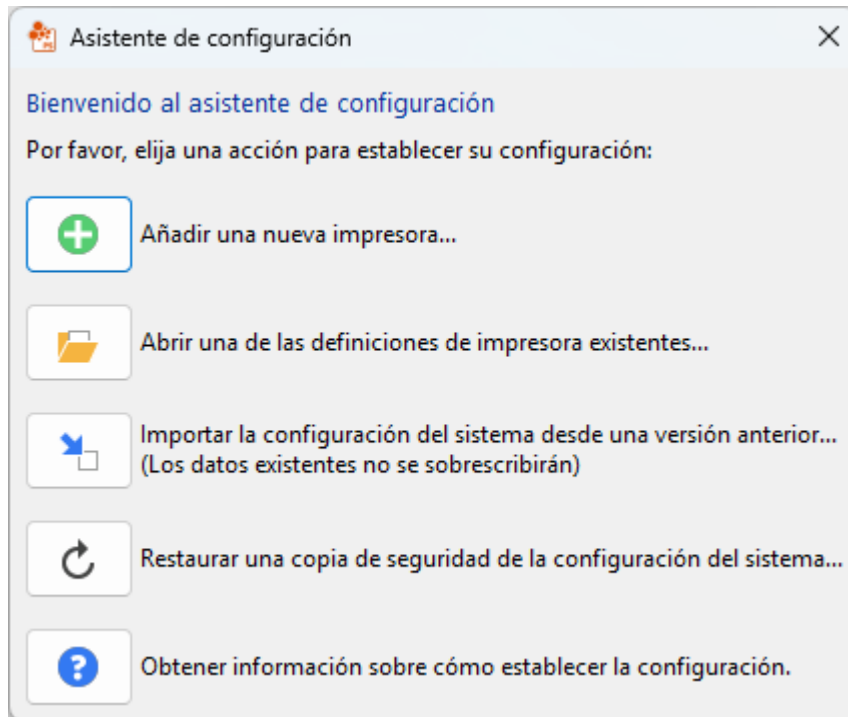 Asistente de configuración
Bienvenido al asistente de configuración
Por favor, elija una acción para establecer su configuración:
Añadir una nueva impresora...
Abrir una de las definiciones de impresora existentes...
Importar la configuración del sistema desde una versión anterior...
(Los datos existentes no se sobrescribirán)
Restaurar una copia de seguridad de la configuración del sistema...
Obtener información sobre cómo establecer la configuración.